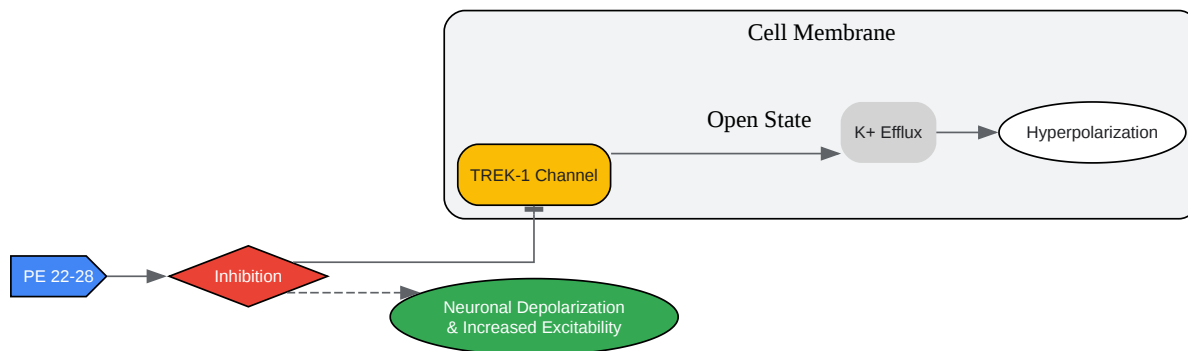 Cell Membrane
Open State
K+ Efflux
Hyperpolarization
TREK-1 Channel
PE 22-28
Inhibition
Neuronal Depolarization
& Increased Excitability